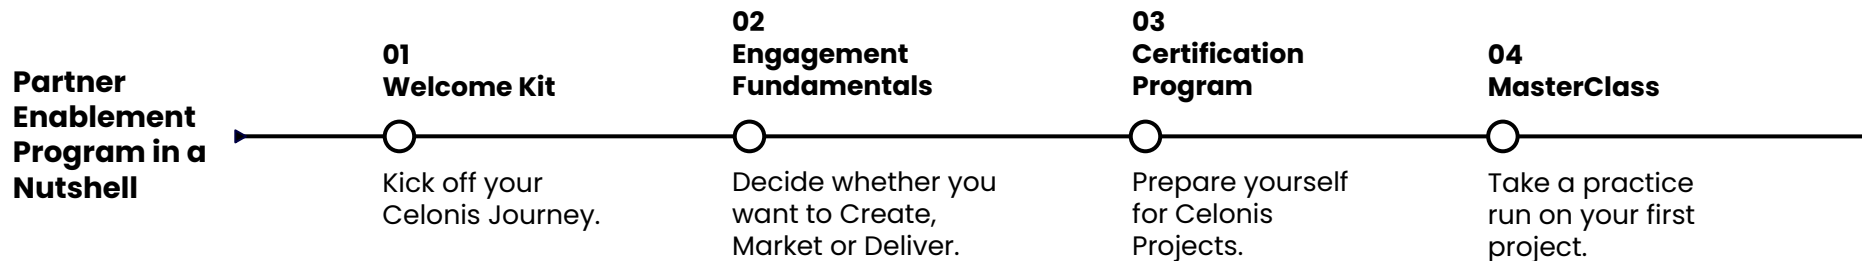 Partner
Enablement
Program in a
Nutshell
01
Welcome Kit
Kick off your
Celonis Journey.
02
Engagement
Fundamentals
Decide whether you
want to Create,
Market or Deliver.
03
Certification
Program
Prepare yourself
for Celonis
Projects.
04
MasterClass
Take a practice
run on your first
project.